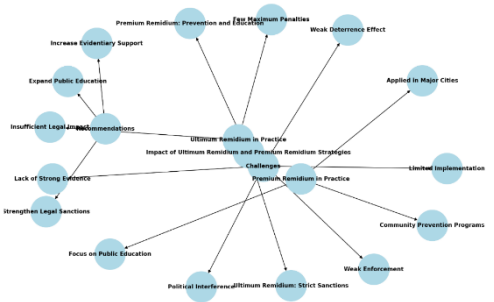 Premium Remidium: Prevention and Education
Few Maximum Penalties
Weak Deterrence Effect
Increase Evidentiary Support
Expand Public Education
Applied in Major Cities
Insufficient Legal Impact
Recommendations
Ultimum Remidium in Practice
Impact of Ultimum Remidium and Premium Remidium Strategies
Challenges
Limited Implementation
Lack of Strong Evidence
Premium Remidium in Practice
Strengthen Legal Sanctions
Community Prevention Programs
Focus on Public Education
Weak Enforcement
Political Interference
Ultimum Remidium: Strict Sanctions